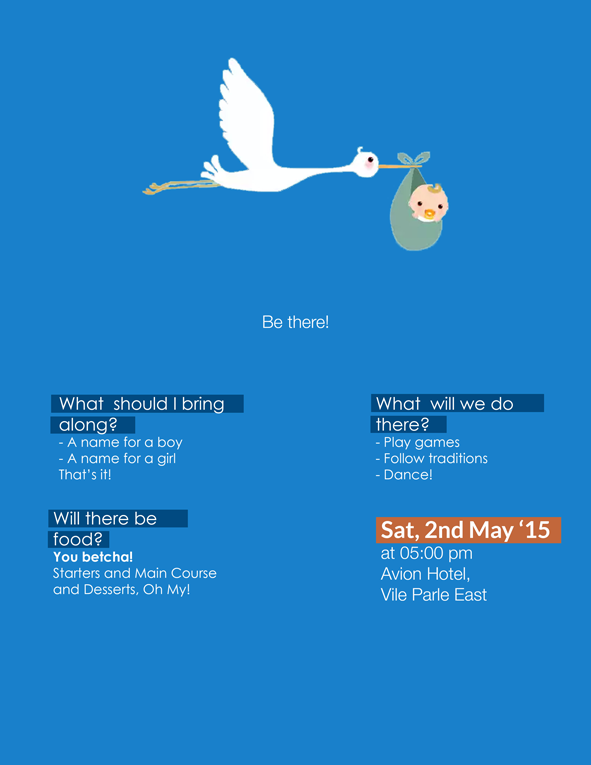 Be there!
What should I bring
along?
- A name for a boy
- A name for a girl
That's it!
What will we do
there?
- Play games
- Follow traditions
- Dance!
Will there be
food?
You betcha!
Starters and Main Course
and Desserts, Oh My!
Sat, 2nd May ‘15
at 05:00 pm
Avion Hotel,
Vile Parle East